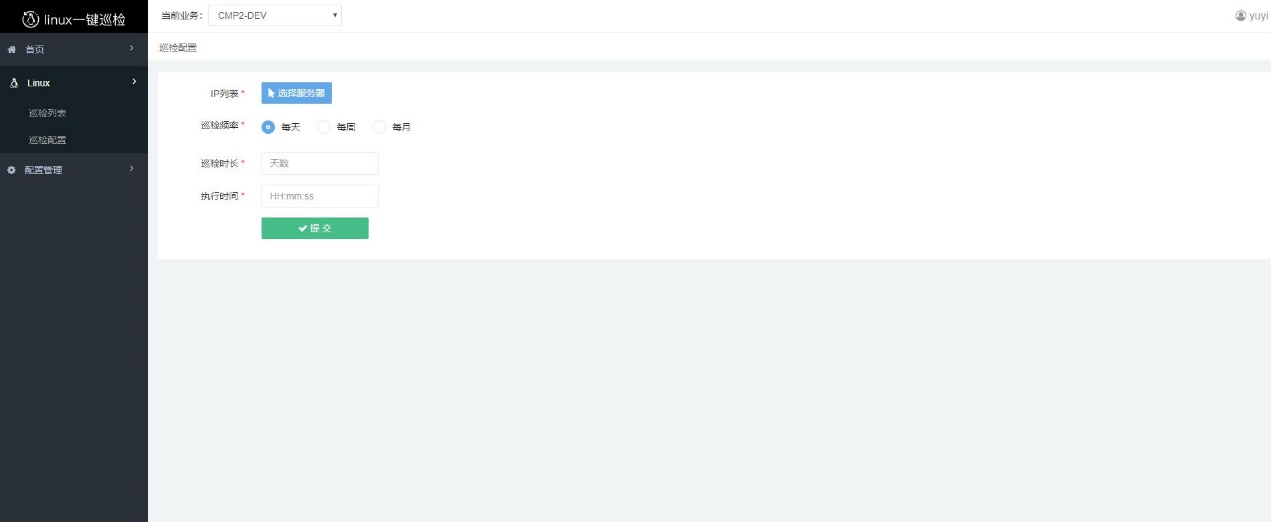 linux一键巡检
当前业务： CMP2-DEV
yuyi
首页
巡检配置
Linux
巡检列表
巡检配置
配置管理
IP列表 * 选择服务器
巡检频率 * 每天 每周 每月
巡检时长 * 天数
执行时间 * HH:mm:ss
提 交